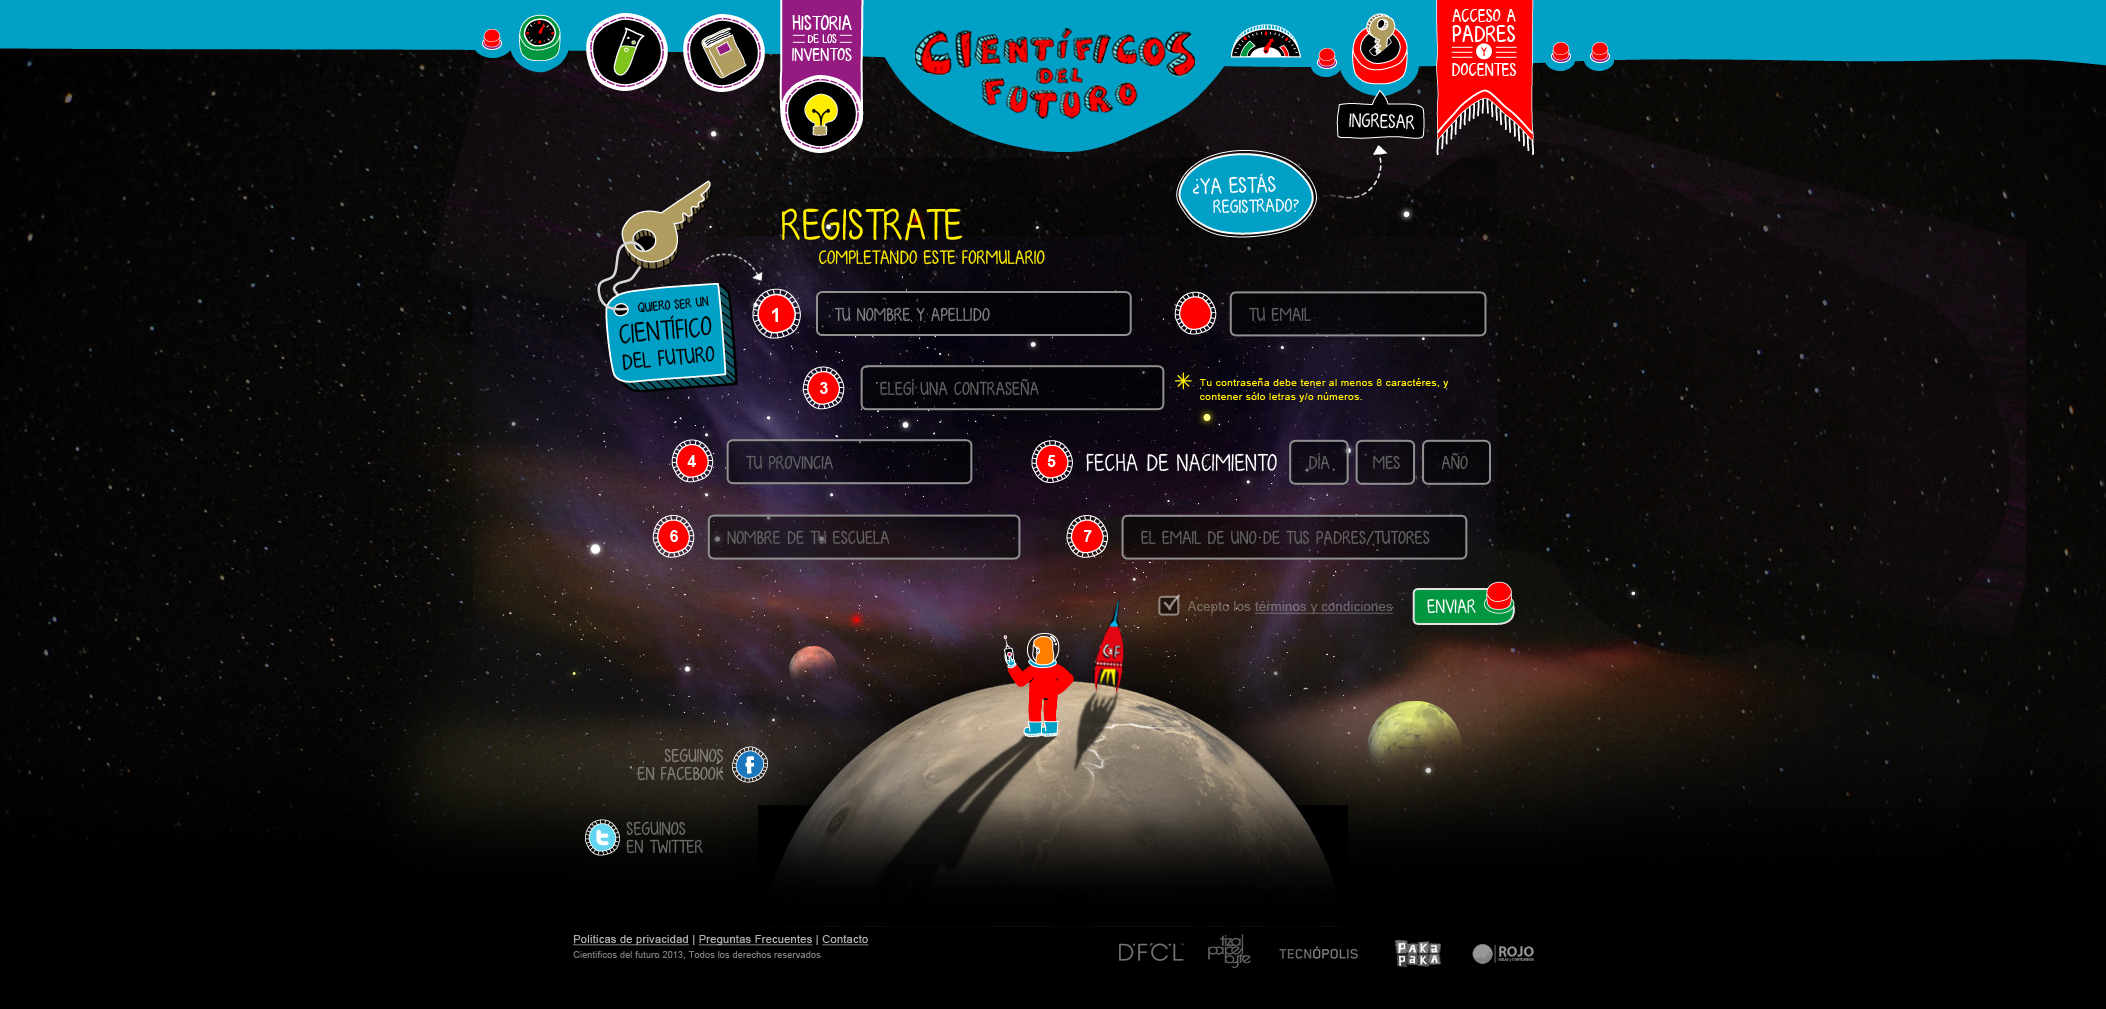 HISTORIA
DE LOS
INVENTOS
CIENTÍFICOS
DEL
FUTURO
INGRESAR
ACCESO A
PADRES
Y
DOCENTES
¿YA ESTÁS
REGISTRADO?
REGISTRATE
COMPLETANDO ESTE FORMULARIO
QUIERO SER UN
CIENTÍFICO
DEL FUTURO
1 TU NOMBRE Y APELLIDO
TU EMAIL
3 ELEGÍ UNA CONTRASEÑA
Tu contraseña debe tener al menos 8 caractéres, y
contener sólo letras y/o números.
4 TU PROVINCIA
5 FECHA DE NACIMIENTO DÍA MES AÑO
6 NOMBRE DE TU ESCUELA
7 EL EMAIL DE UNO DE TUS PADRES/TUTORES
Acepto los términos y condiciones
ENVIAR
SEGUINOS
EN FACEBOOK
SEGUINOS
EN TWITTER
Politicas de privacidad | Preguntas Frecuentes | Contacto
Cientificos del futuro 2013, Todos los derechos reservados
DFCL
TECNÓPOLIS
PAKA
PAKA
ROJO